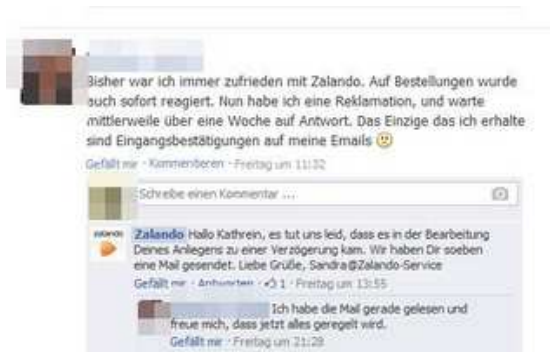 Bisher war ich immer zufrieden mit Zalando. Auf Bestellungen wurde
auch sofort reagiert. Nun habe ich eine Reklamation, und warte
mittlerweile über eine Woche auf Antwort. Das Einzige das ich erhalte
sind Eingangsbestätigungen auf meine Emails
Gefällt mir · Kommentieren · Freitag um 11:32
Schreibe einen Kommentar ...
zalando
Zalando Hallo Kathrein, es tut uns leid, dass es in der Bearbeitung
Deines Anliegens zu einer Verzögerung kam. Wir haben Dir soeben
eine Mail gesendet. Liebe Grüße, Sandra@Zalando-Service
Gefällt mir · Antworten · 1 · Freitag um 13:55
Ich habe die Mail gerade gelesen und
freue mich, dass jetzt alles geregelt wird.
Gefällt mir · Freitag um 21:28